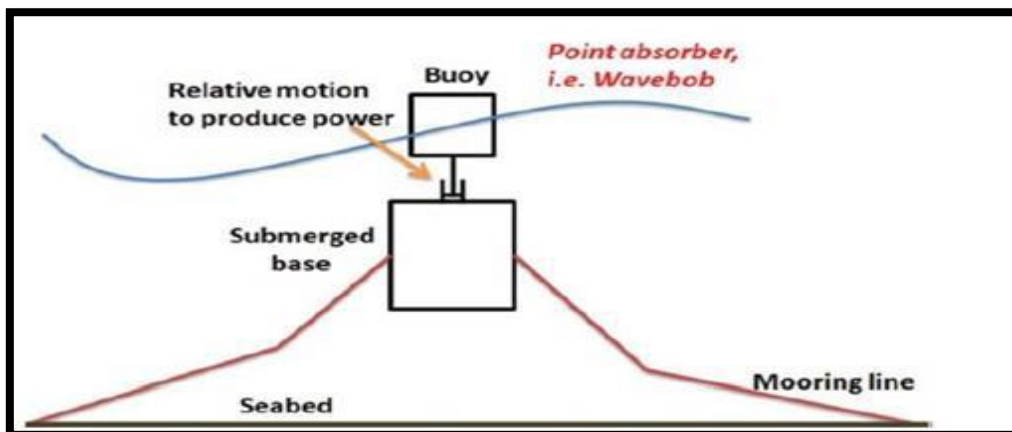 Point absorber,
i.e. Wavebob
Buoy
Relative motion
to produce power
Submerged
base
Mooring line
Seabed